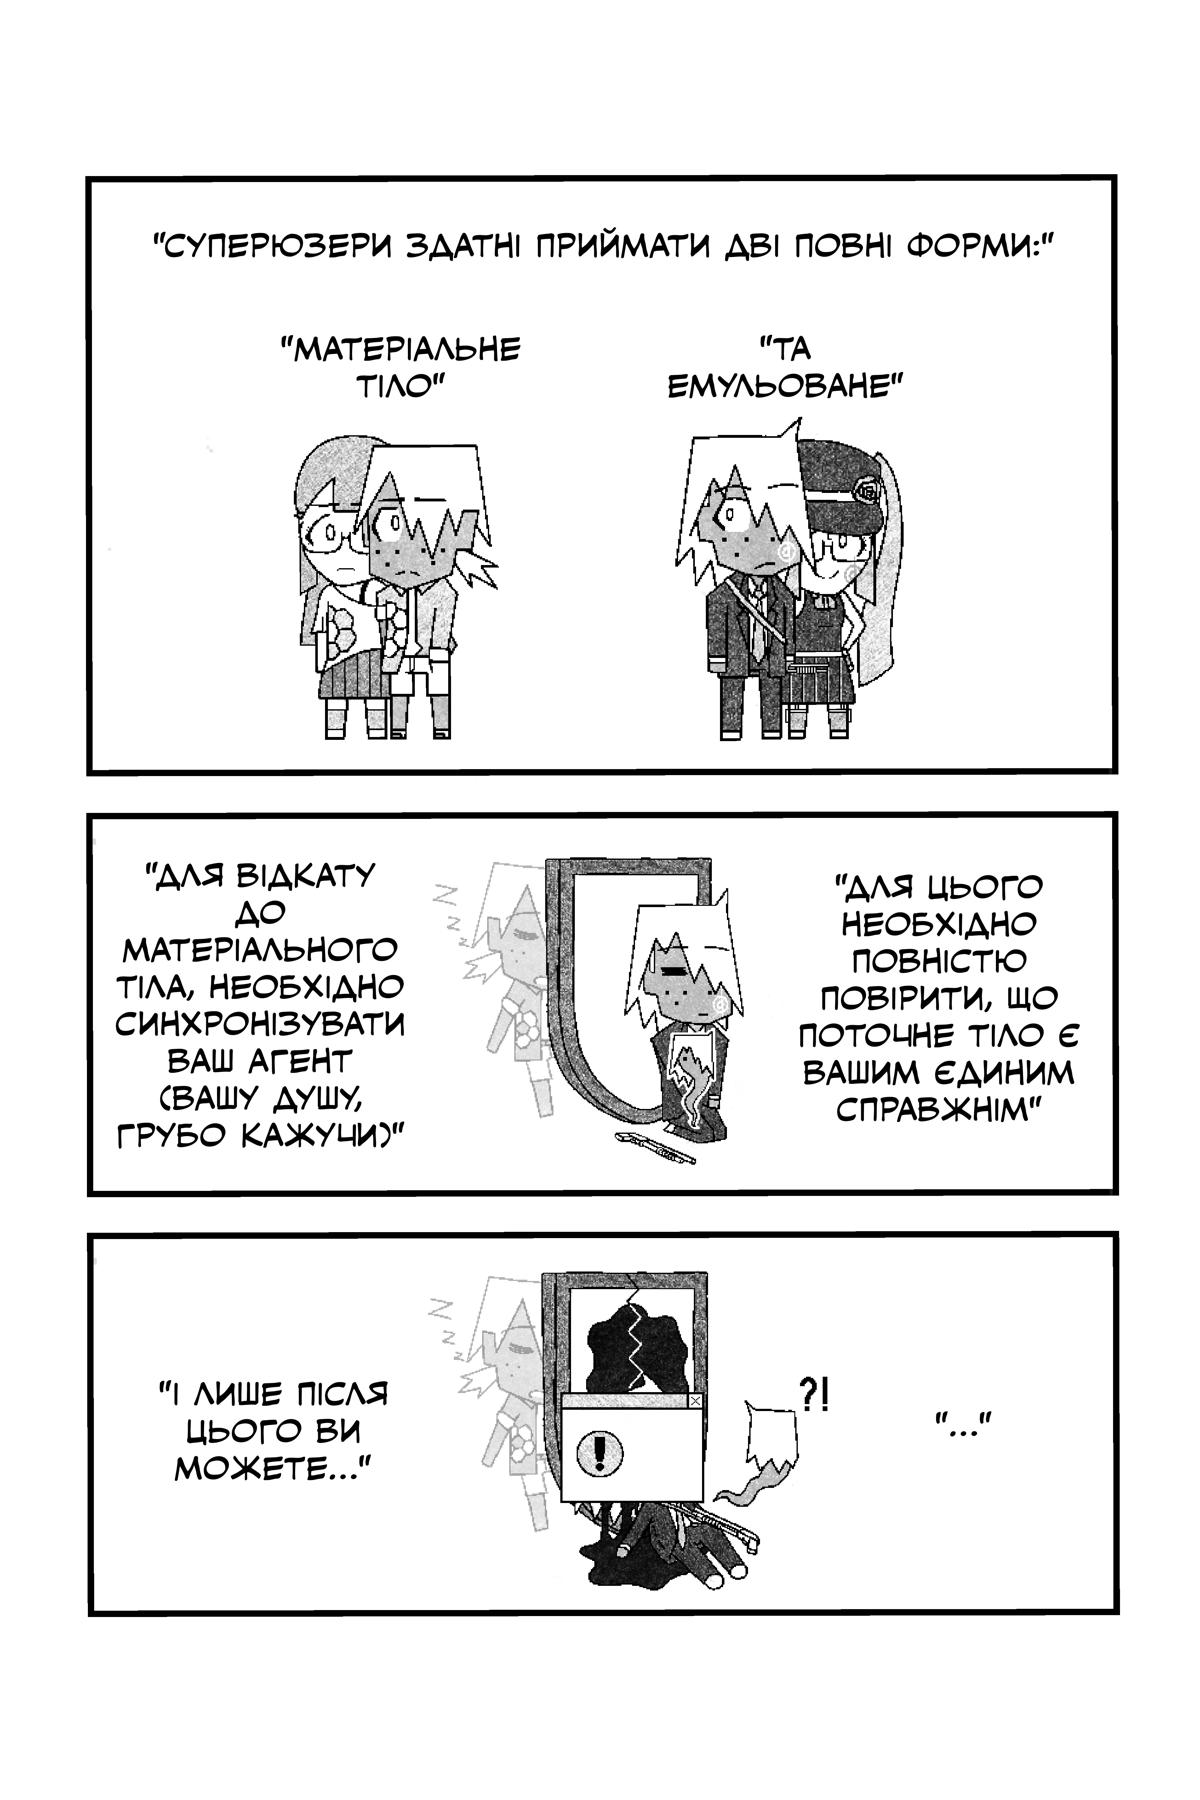 "СУПЕРЮЗЕРИ ЗДАТНІ ПРИЙМАТИ ДВІ ПОВНІ ФОРМИ:"
"МАТЕРІАЛЬНЕ
ТІЛО"
"ТА
ЕМУЛЬОВАНЕ"
@
@
"ДЛЯ ВІДКАТУ
ДО
МАТЕРІАЛЬНОГО
ТІЛА, НЕОБХІДНО
СИНХРОНІЗУВАТИ
ВАШ АГЕНТ
(ВАШУ ДУШУ,
ГРУБО КАЖУЧИ)"
Z
Z
Z
Z
@
"ДЛЯ ЦЬОГО
НЕОБХІДНО
ПОВНІСТЮ
ПОВІРИТИ, ЩО
ПОТОЧНЕ ТІЛО Є
ВАШИМ ЄДИНИМ
СПРАВЖНІМ"
"І ЛИШЕ ПІСЛЯ
ЦЬОГО ВИ
МОЖЕТЕ..."
Z
Z
Z
Z
!
?!
"..."